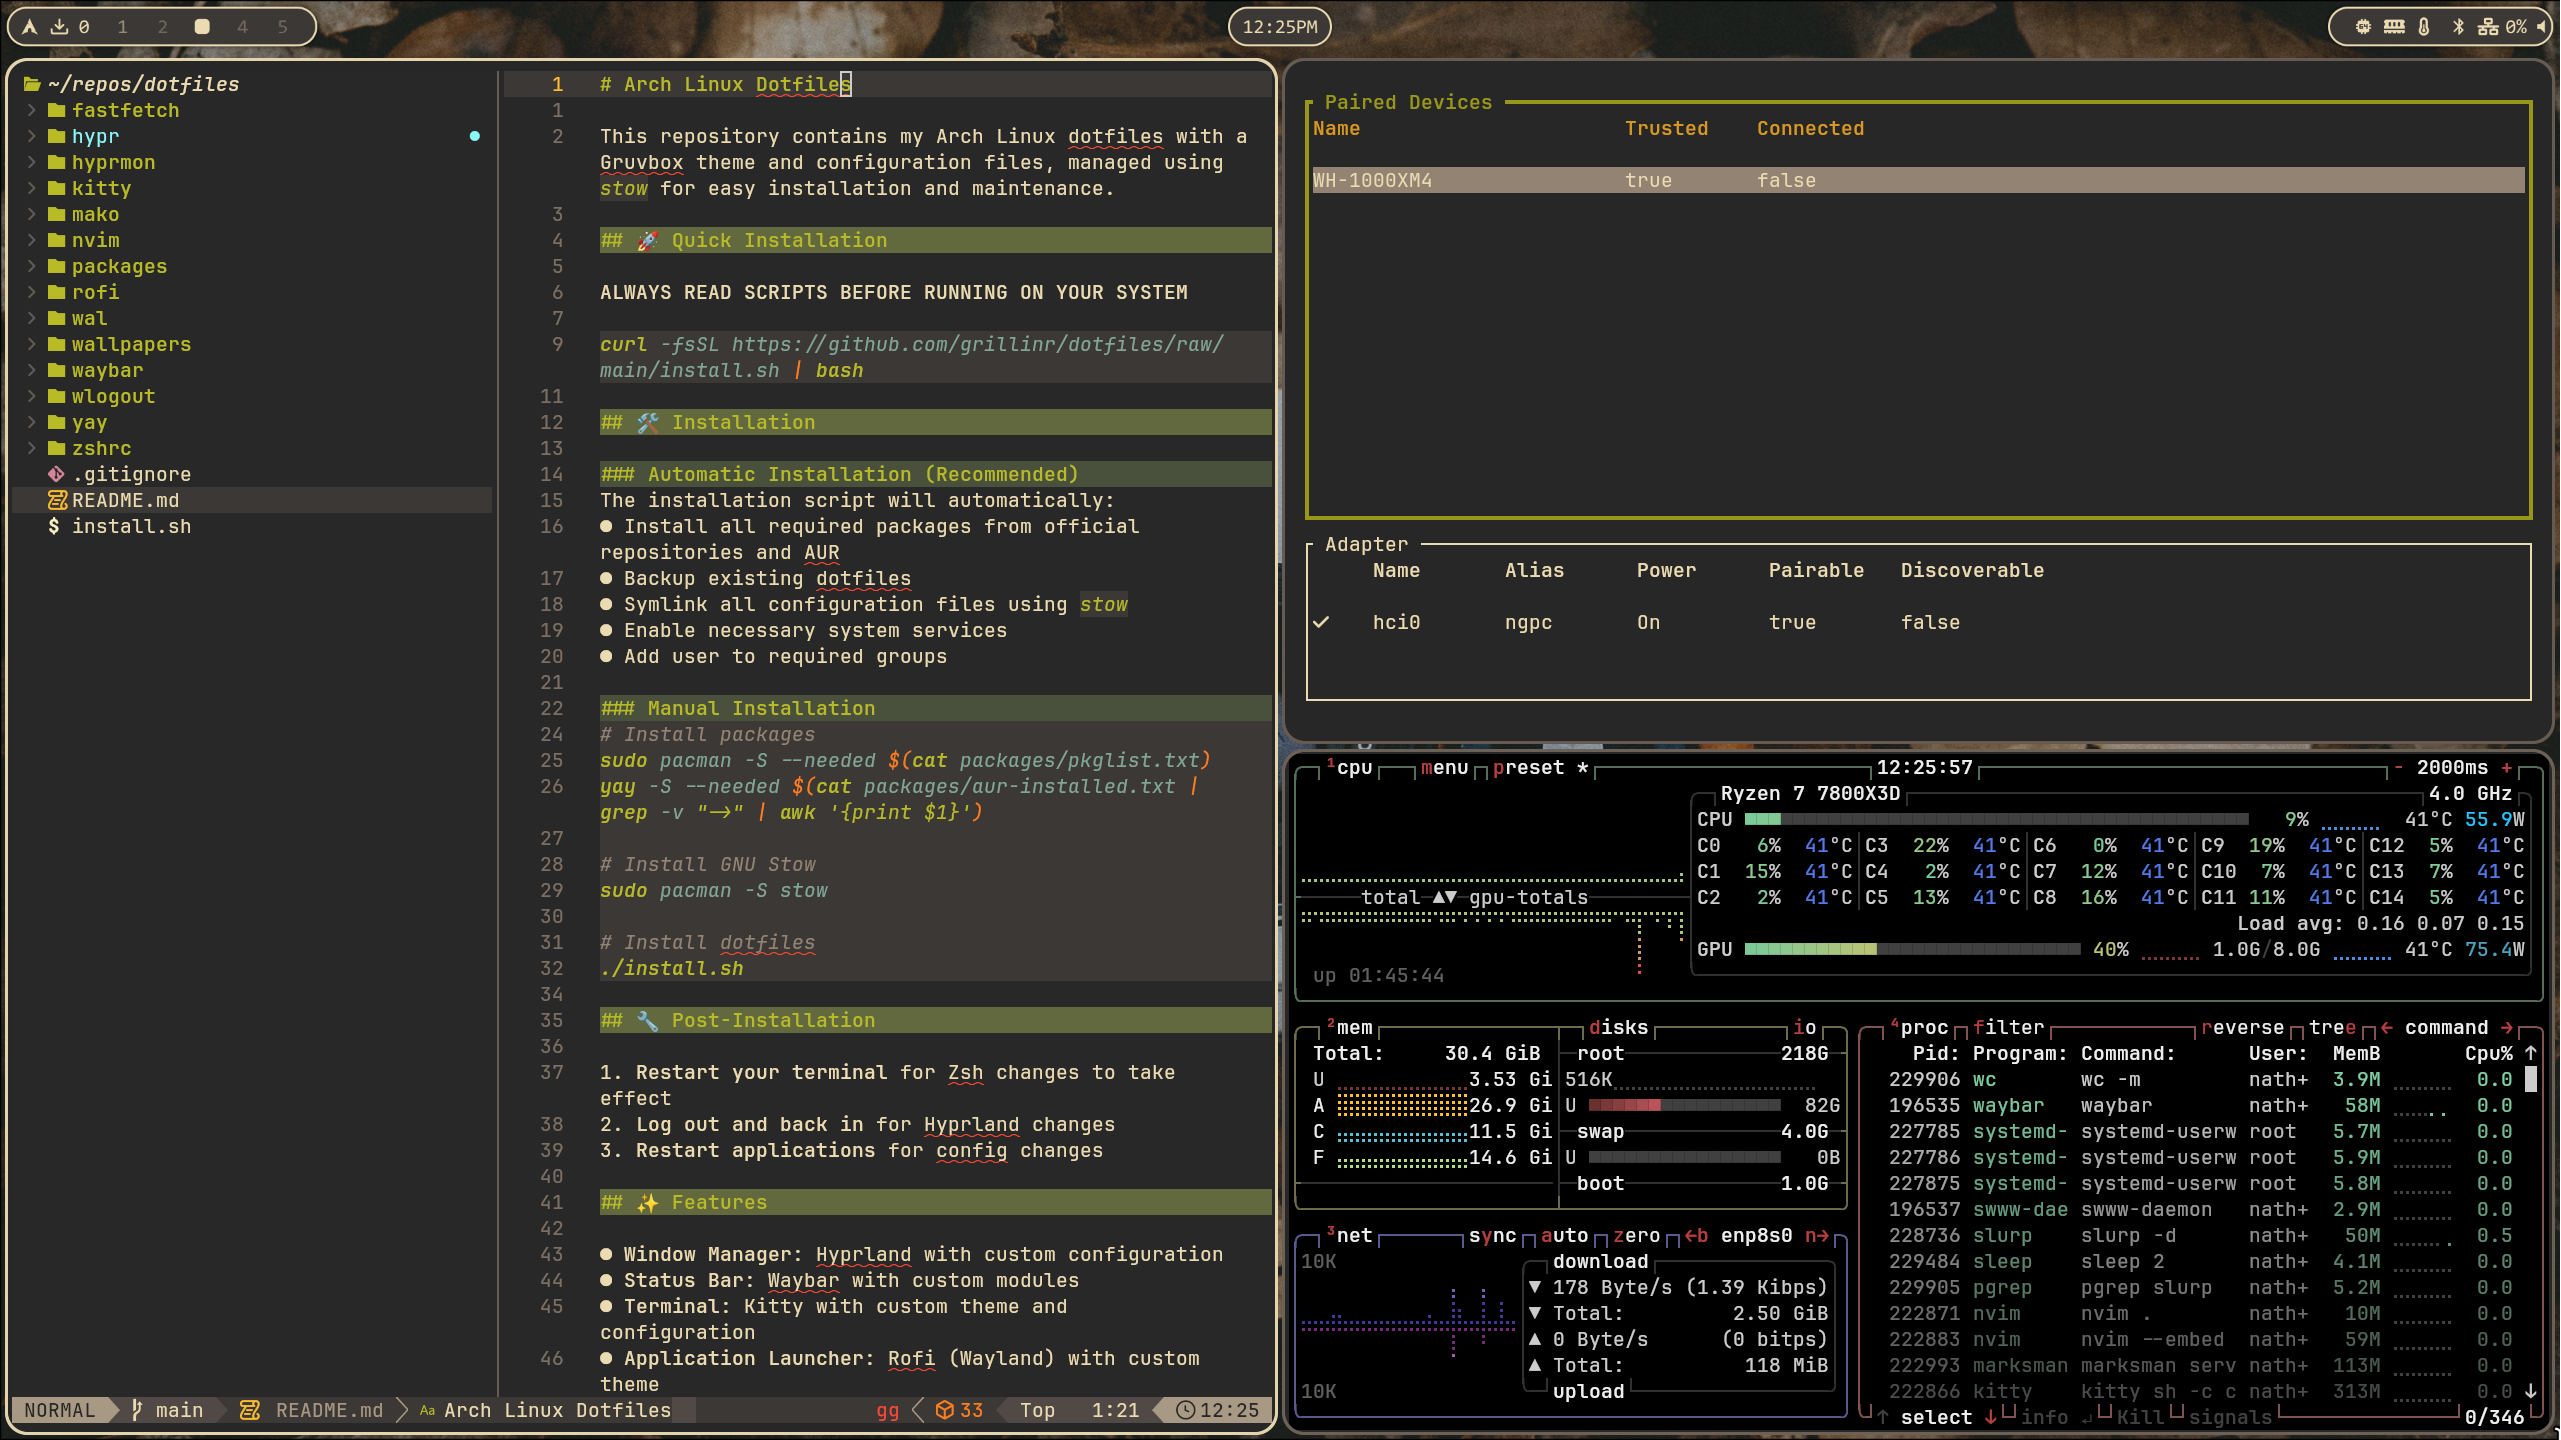 0 1 2 4 5
12:25PM
0%
~/repos/dotfiles
fastfetch
hypr
hyprmon
kitty
mako
nvim
packages
rofi
wal
wallpapers
waybar
wlogout
yay
zshrc
.gitignore
README.md
$ install.sh
1 # Arch Linux Dotfiles
1
2 This repository contains my Arch Linux dotfiles with a
Gruvbox theme and configuration files, managed using
stow for easy installation and maintenance.
3
4 ## 🚀 Quick Installation
5
6 ALWAYS READ SCRIPTS BEFORE RUNNING ON YOUR SYSTEM
7
9 curl -fsSL https://github.com/grillinr/dotfiles/raw/
main/install.sh | bash
11
12 ## 🛠️ Installation
13
14 ### Automatic Installation (Recommended)
15 The installation script will automatically:
16 ● Install all required packages from official
repositories and AUR
17 ● Backup existing dotfiles
18 ● Symlink all configuration files using stow
19 ● Enable necessary system services
20 ● Add user to required groups
21
22 ### Manual Installation
24 # Install packages
25 sudo pacman -S --needed $(cat packages/pkglist.txt)
26 yay -S --needed $(cat packages/aur-installed.txt |
grep -v "->" | awk '{print $1}')
27
28 # Install GNU Stow
29 sudo pacman -S stow
30
31 # Install dotfiles
32 ./install.sh
34
35 ## 🔧 Post-Installation
36
37 1. Restart your terminal for Zsh changes to take
effect
38 2. Log out and back in for Hyprland changes
39 3. Restart applications for config changes
40
41 ## ✨ Features
42
43 ● Window Manager: Hyprland with custom configuration
44 ● Status Bar: Waybar with custom modules
45 ● Terminal: Kitty with custom theme and
configuration
46 ● Application Launcher: Rofi (Wayland) with custom
theme
NORMAL main README.md Aa Arch Linux Dotfiles gg 33 Top 1:21 12:25
Paired Devices
Name Trusted Connected
WH-1000XM4 true false
Adapter
Name Alias Power Pairable Discoverable
✓ hci0 ngpc On true false
¹cpu menu preset * 12:25:57 - 2000ms +
Ryzen 7 7800X3D 4.0 GHz
CPU 9% 41°C 55.9W
C0 6% 41°C C3 22% 41°C C6 0% 41°C C9 19% 41°C C12 5% 41°C
C1 15% 41°C C4 2% 41°C C7 12% 41°C C10 7% 41°C C13 7% 41°C
C2 2% 41°C C5 13% 41°C C8 16% 41°C C11 11% 41°C C14 5% 41°C
total ▲▼ gpu-totals
Load avg: 0.16 0.07 0.15
GPU 40% 1.0G/8.0G 41°C 75.4W
up 01:45:44
²mem disks io
Total: 30.4 GiB
U 3.53 Gi
A 26.9 Gi
C 11.5 Gi
F 14.6 Gi
root 218G
516K
U 82G
swap 4.0G
U 0B
boot 1.0G
³net sync auto zero ←b enp8s0 n→
10K
download
▼ 178 Byte/s (1.39 Kibps)
▼ Total: 2.50 GiB
▲ 0 Byte/s (0 bitps)
▲ Total: 118 MiB
10K
upload
⁴proc filter reverse tree ← command →
Pid: Program: Command: User: MemB Cpu% ↑
229906 wc wc -m nath+ 3.9M 0.0
196535 waybar waybar nath+ 58M 0.0
227785 systemd- systemd-userw root 5.7M 0.0
227786 systemd- systemd-userw root 5.9M 0.0
227875 systemd- systemd-userw root 5.8M 0.0
196537 swww-dae swww-daemon nath+ 2.9M 0.0
228736 slurp slurp -d nath+ 50M 0.5
229484 sleep sleep 2 nath+ 4.1M 0.0
229905 pgrep pgrep slurp nath+ 5.2M 0.0
222871 nvim nvim . nath+ 10M 0.0
222883 nvim nvim --embed nath+ 59M 0.0
222993 marksman marksman serv nath+ 113M 0.0
222866 kitty kitty sh -c c nath+ 313M 0.0 ↓
↑ select ↓ info ↵ Kill signals 0/346